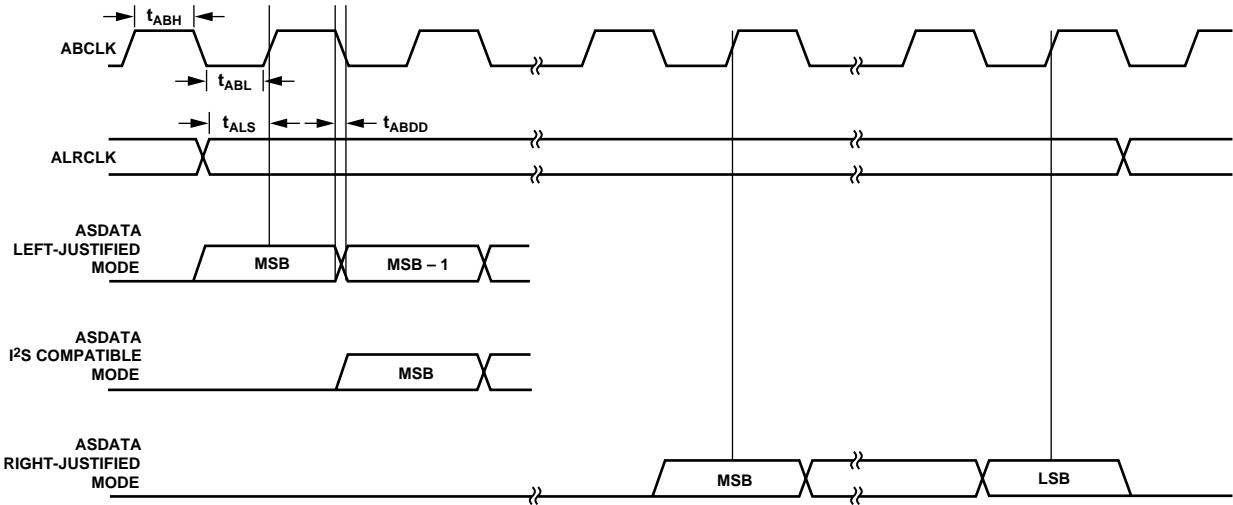 tABH
ABCLK
tABL
tALS
tABDD
ALRCLK
ASDATA
LEFT-JUSTIFIED
MODE
MSB
MSB – 1
ASDATA
I2S COMPATIBLE
MODE
MSB
ASDATA
RIGHT-JUSTIFIED
MODE
MSB
LSB